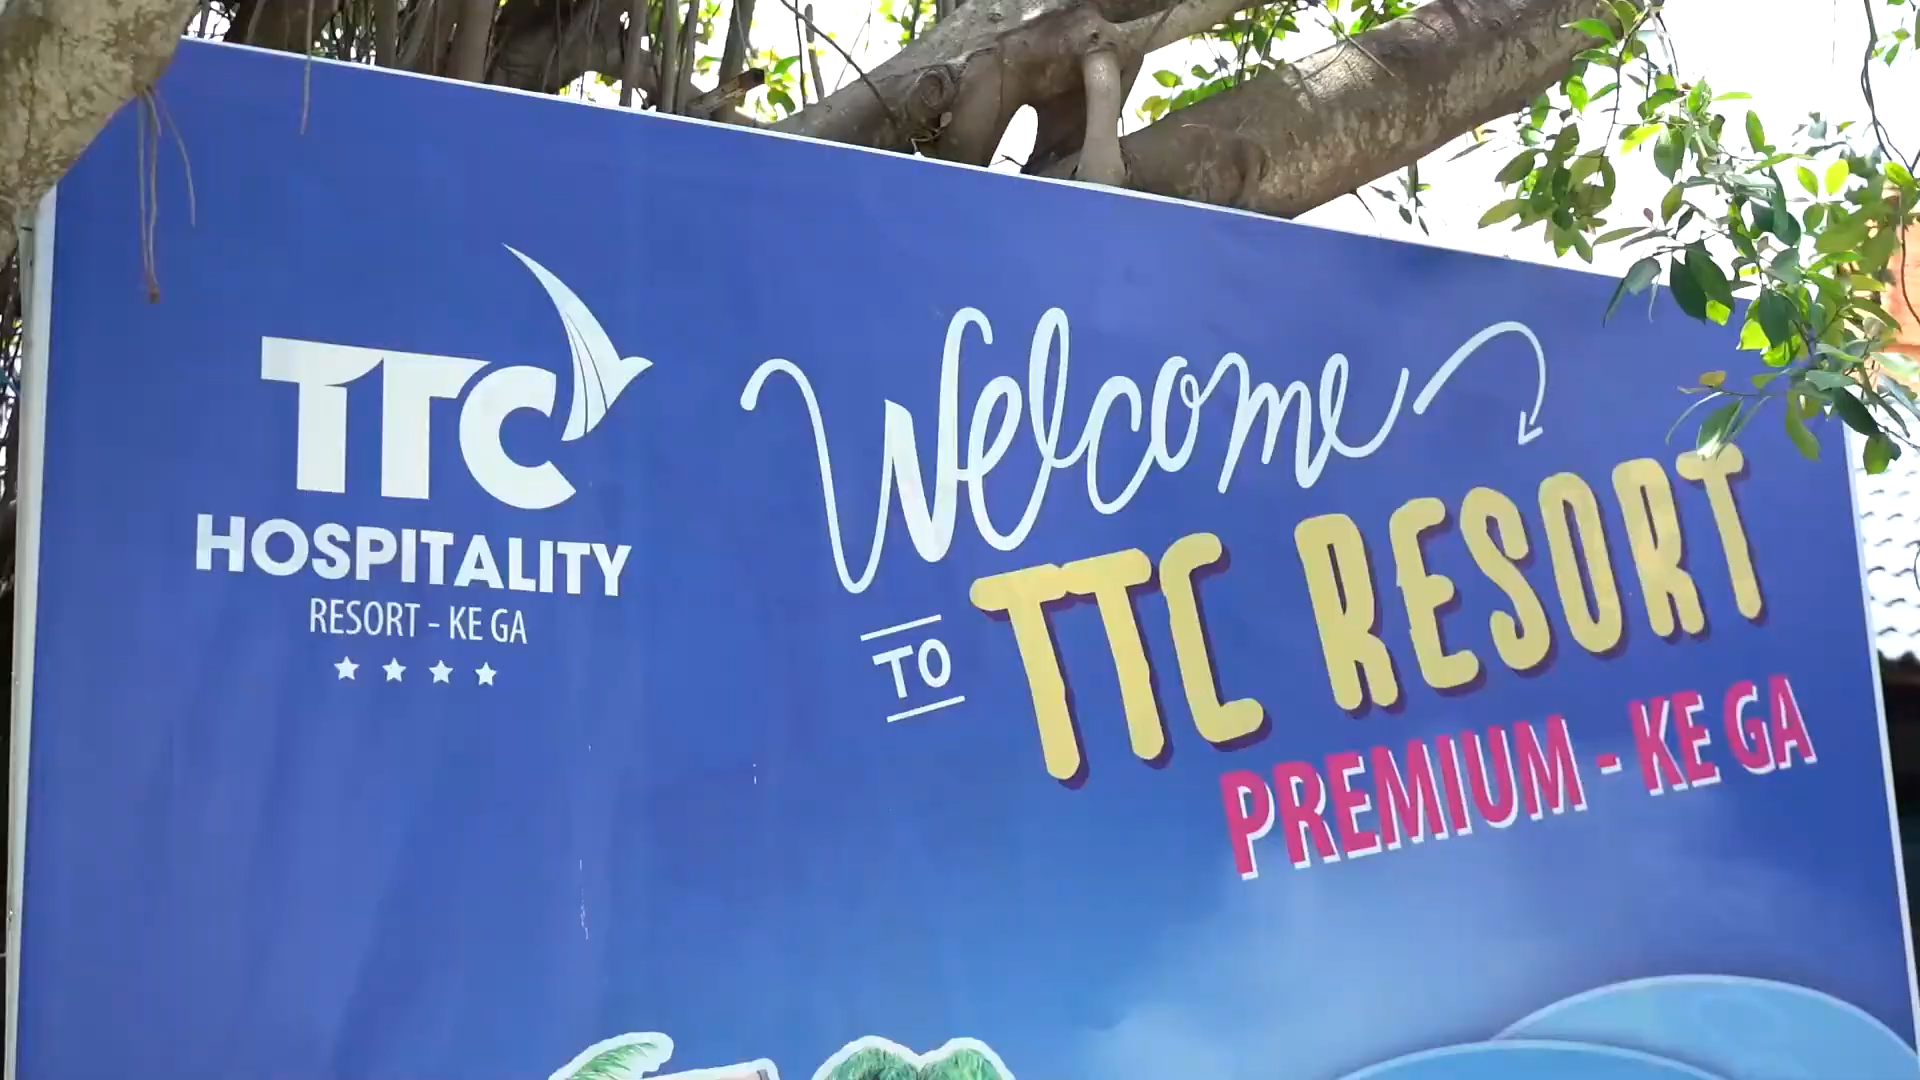 TTC
HOSPITALITY
RESORT - KE GA
Welcome
TO
TTC RESORT
PREMIUM - KE GA